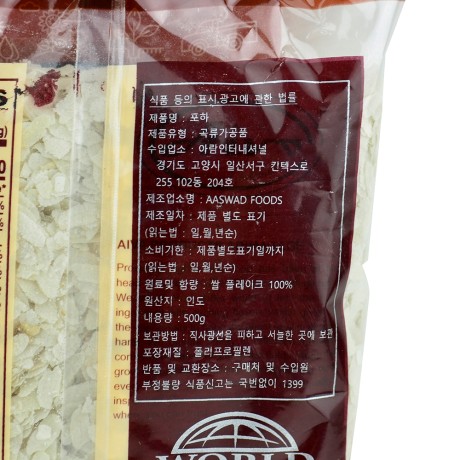 식품 등의 표시,광고에 관한 법률
제품명 : 포하
제품유형 : 곡류가공품
수입업소 : 아람인터내셔널
경기도 고양시 일산서구 킨텍스로
255 102동 204호
제조업소명 : AASWAD FOODS
제조일자 : 제품 별도 표기
(읽는법 : 일,월,년순)
소비기한 : 제품별도표기일까지
(읽는법 : 일,월,년순)
원료및 함량 : 쌀 플레이크 100%
원산지 : 인도
내용량 : 500g
보관방법 : 직사광선을 피하고 서늘한 곳에 보관
포장재질 : 폴리프로필렌
반품 및 교환장소 : 구매처 및 수입원
부정불량 식품신고는 국번없이 1399
WORLD